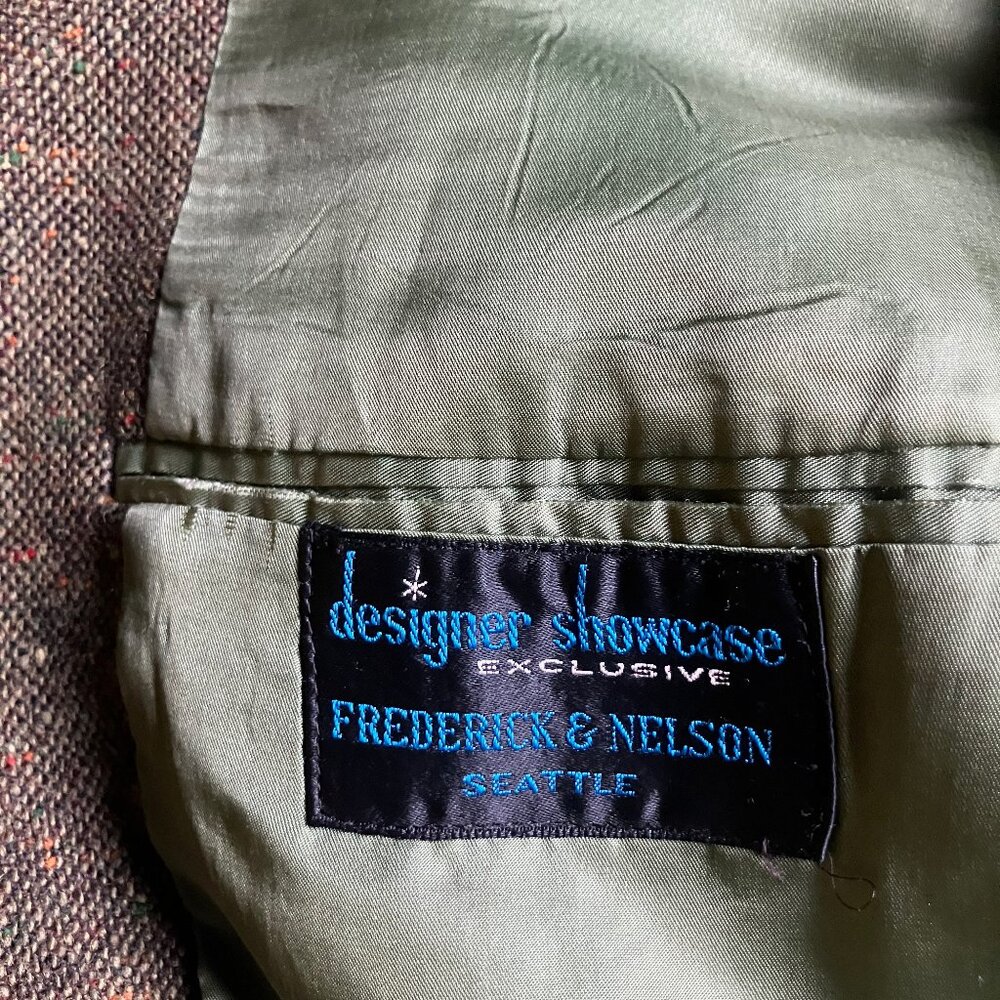 designer showcase
EXCLUSIVE
FREDERICK & NELSON
SEATTLE